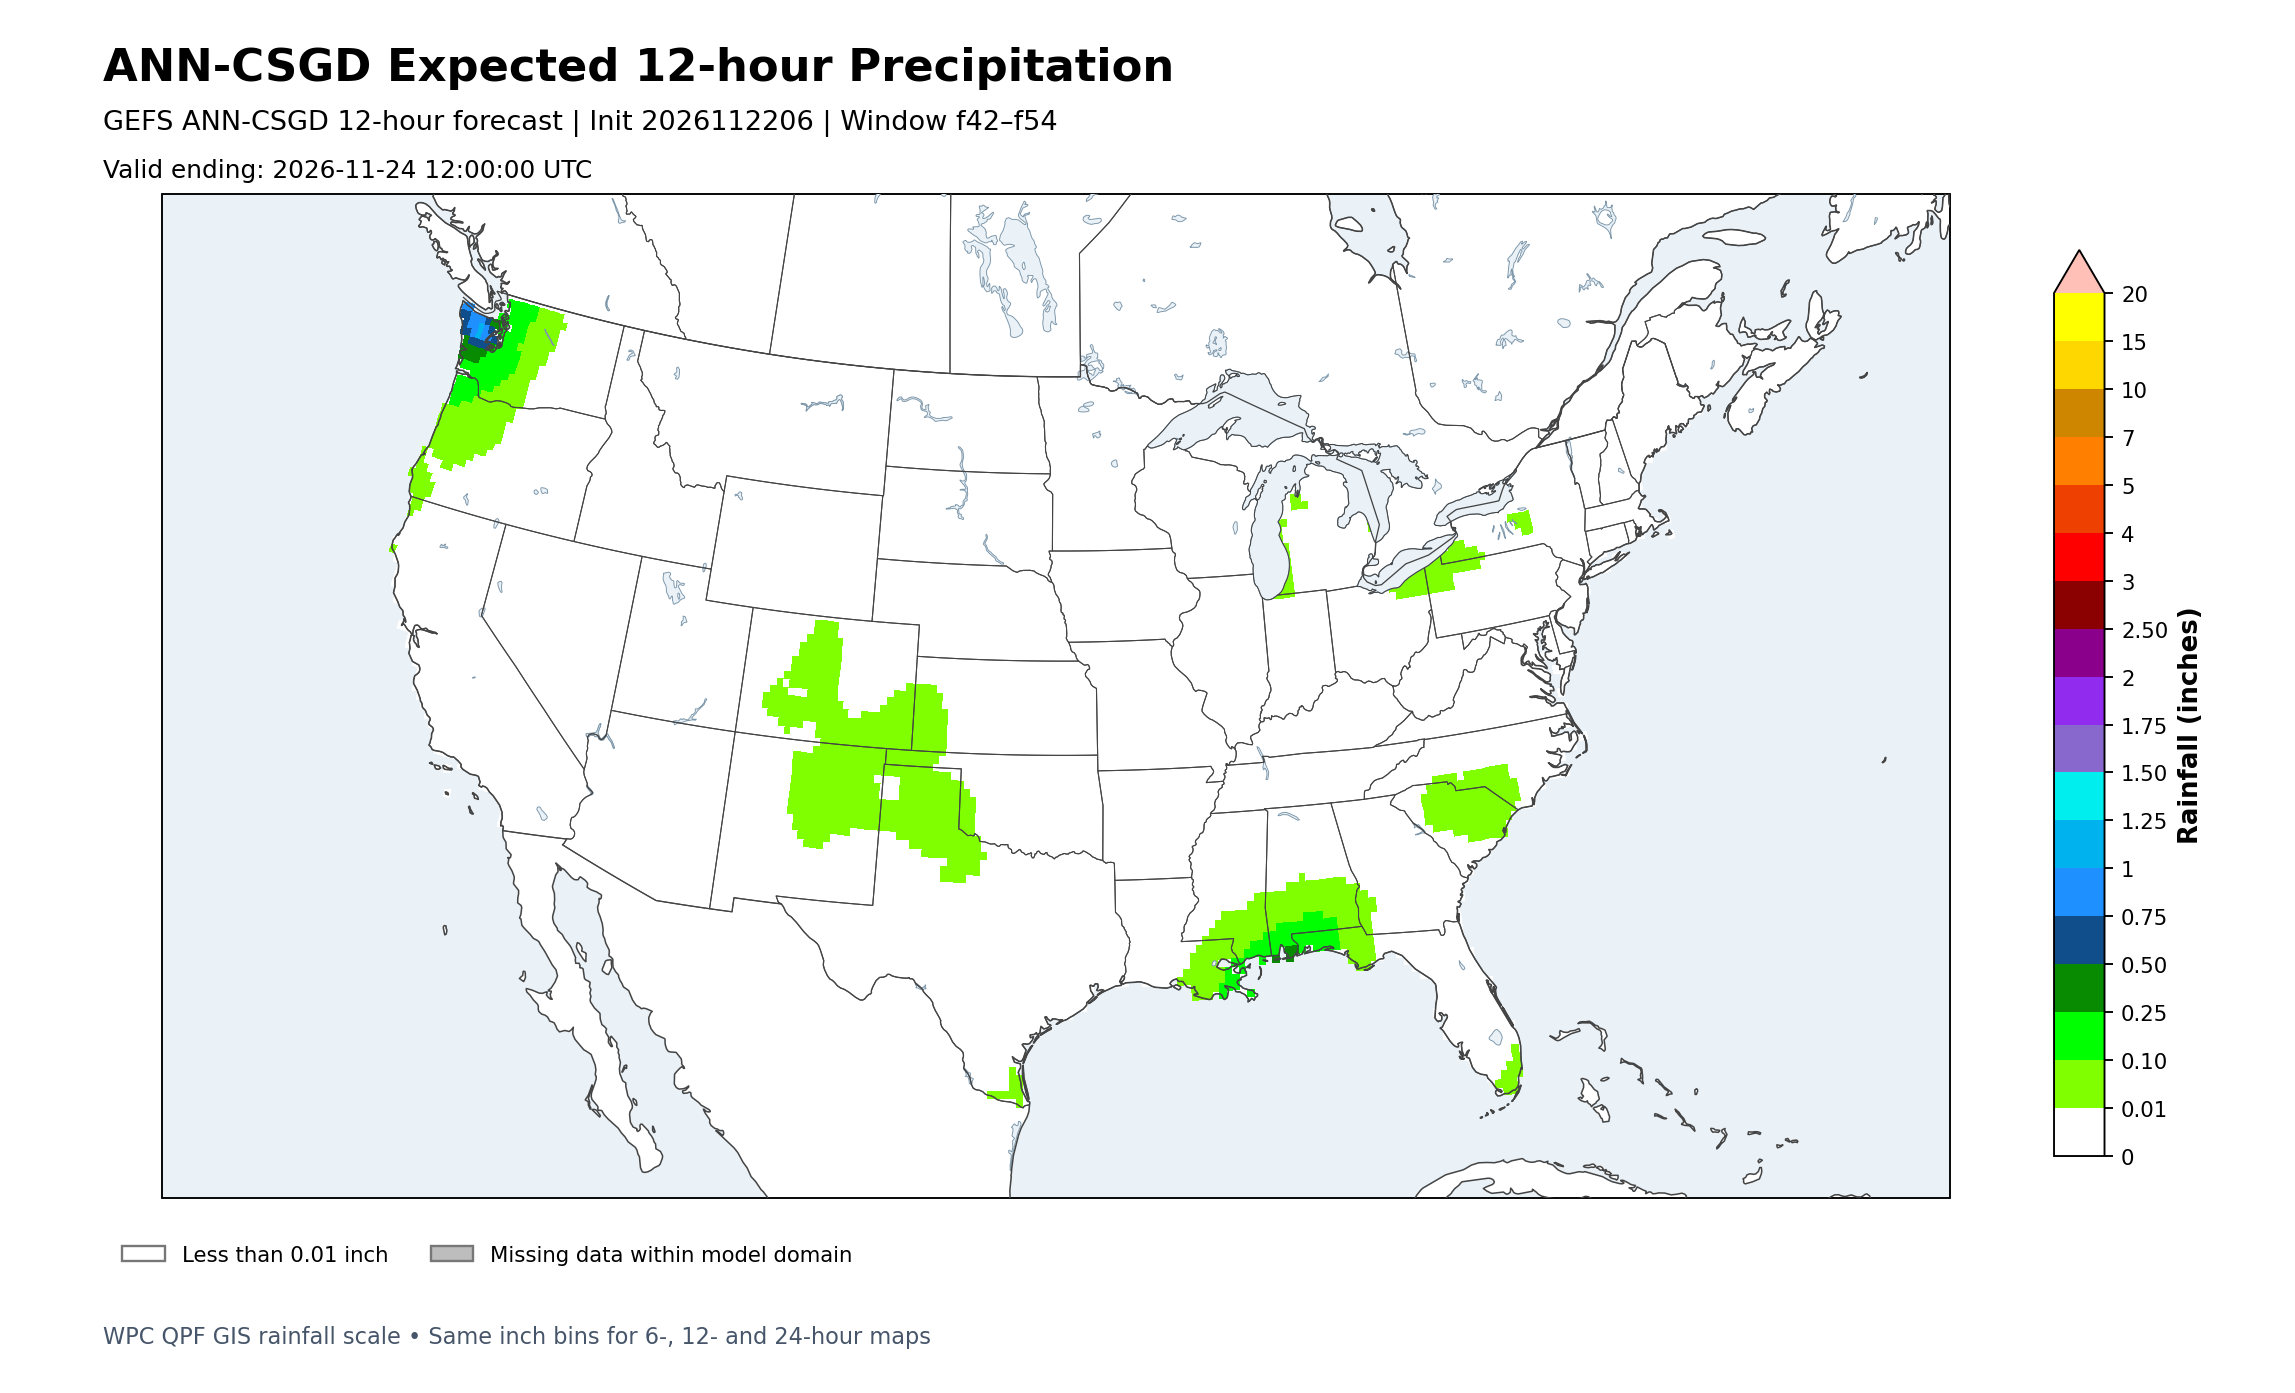 ANN-CSGD Expected 12-hour Precipitation
GEFS ANN-CSGD 12-hour forecast | Init 2026112206 | Window f42–f54
Valid ending: 2026-11-24 12:00:00 UTC
20
15
10
7
5
4
3
2.50
2
1.75
1.50
1.25
1
0.75
0.50
0.25
0.10
0.01
0
Rainfall (inches)
Less than 0.01 inch
Missing data within model domain
WPC QPF GIS rainfall scale • Same inch bins for 6-, 12- and 24-hour maps